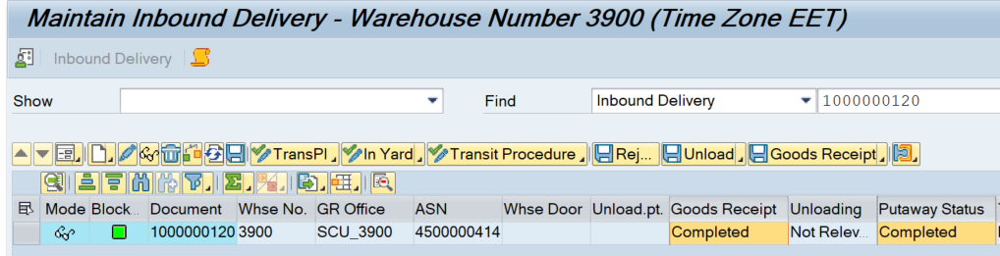 Maintain Inbound Delivery - Warehouse Number 3900 (Time Zone EET)
Inbound Delivery
Show Find Inbound Delivery 1000000120
TransPl In Yard Transit Procedure Rej... Unload Goods Receipt
Mode Block... Document Whse No. GR Office ASN Whse Door Unload.pt. Goods Receipt Unloading Putaway Status
1000000120 3900 SCU_3900 4500000414 Completed Not Relev... Completed